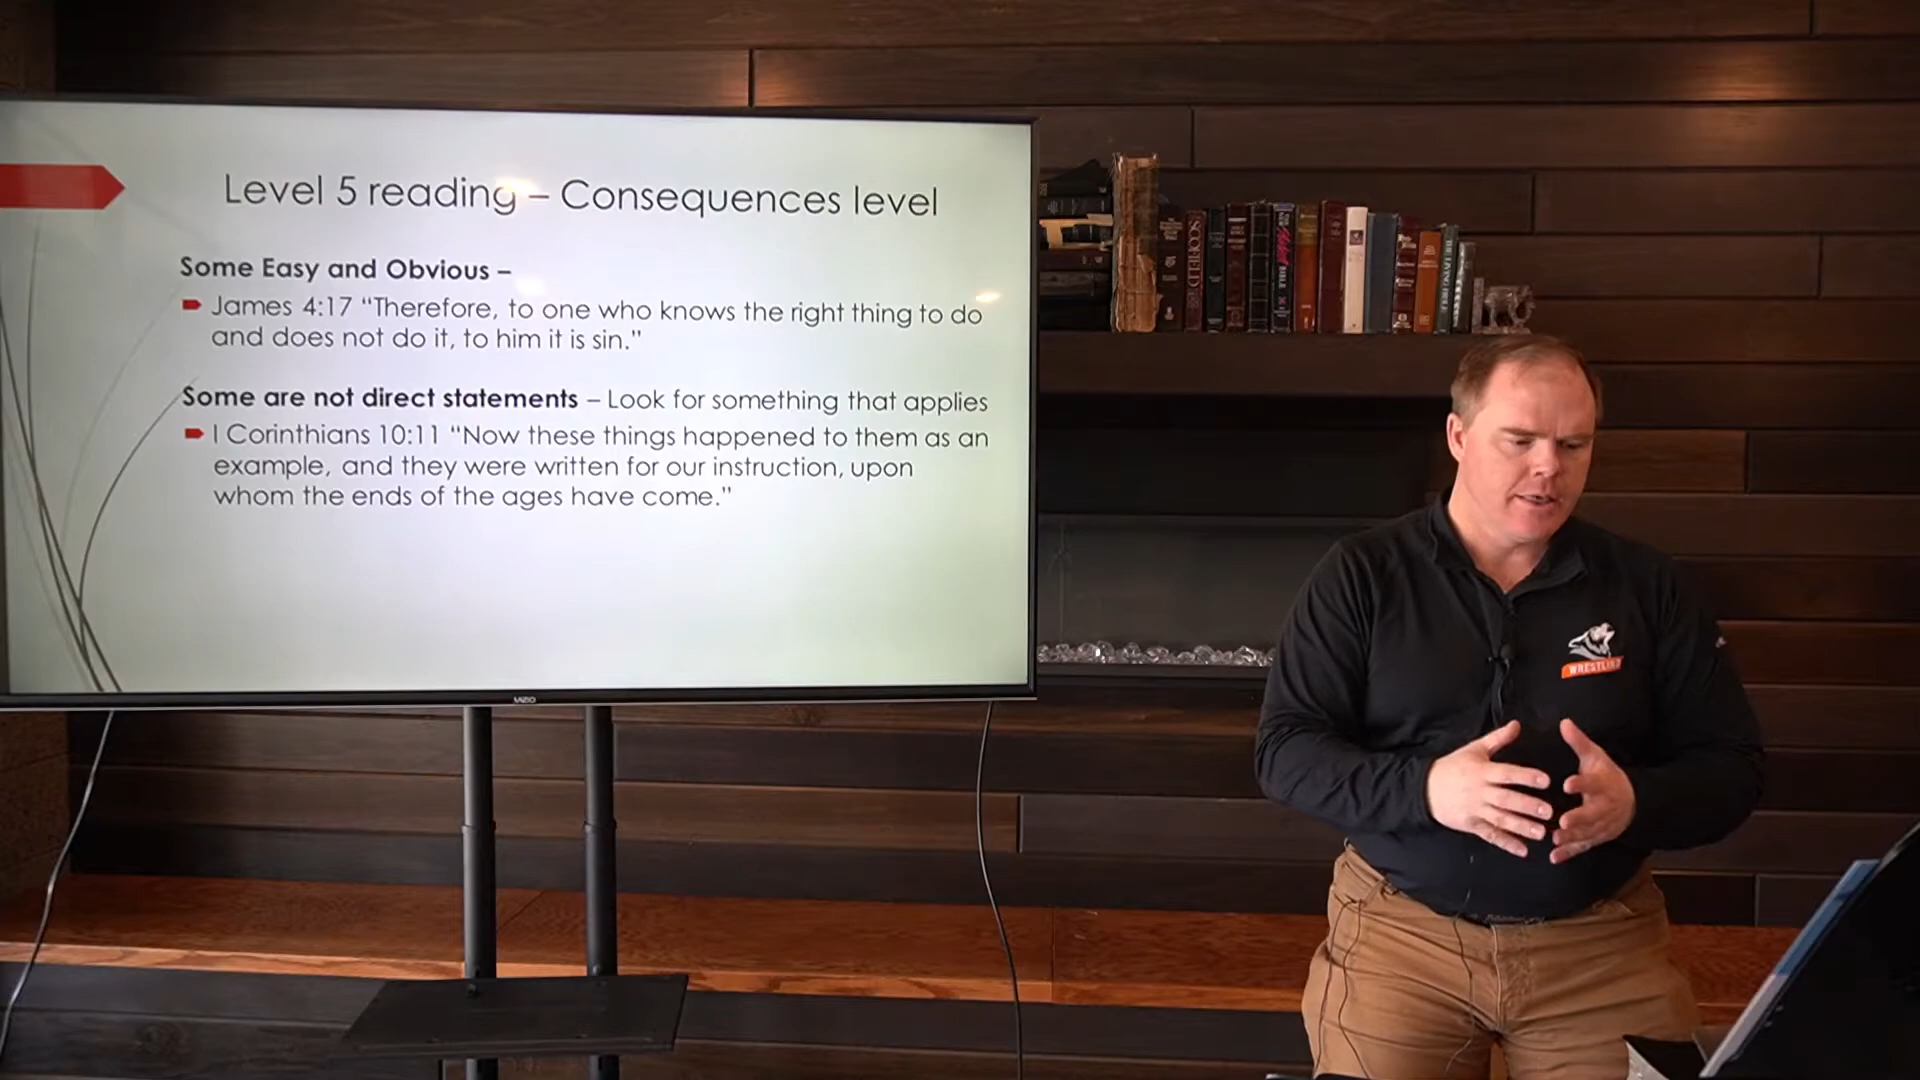 Level 5 reading – Consequences level
Some Easy and Obvious –
James 4:17 “Therefore, to one who knows the right thing to do
and does not do it, to him it is sin.”
Some are not direct statements – Look for something that applies
I Corinthians 10:11 “Now these things happened to them as an
example, and they were written for our instruction, upon
whom the ends of the ages have come.”
VIZIO
SCOFIELD
BIBLE
WRESTLING